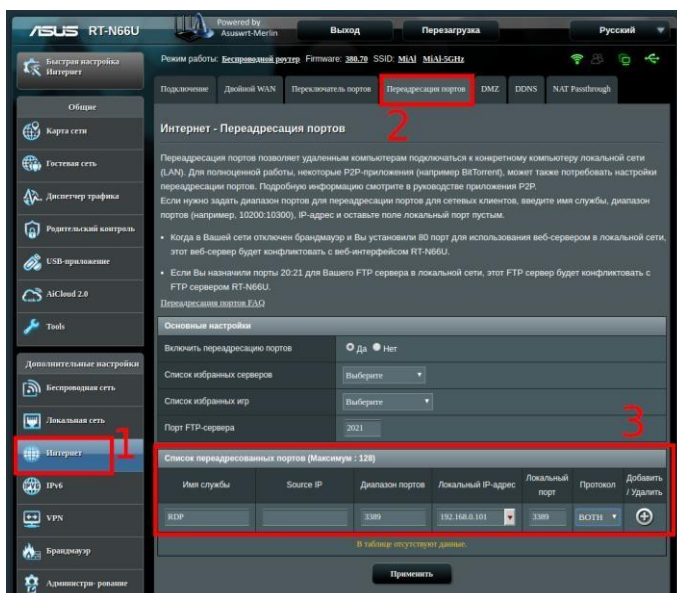 ASUS RT-N66U
Powered by
Asuswrt-Merlin
Выход
Перезагрузка
Русский
Быстрая настройка
Интернет
Режим работы: Беспроводной роутер Firmware: 380.70 SSID: MiAl MiAl-5GHz
Подключение
Двойной WAN
Переключатель портов
Переадресация портов
DMZ
DDNS
NAT Passthrough
2
Общие
Карта сети
Гостевая сеть
Диспетчер трафика
Родительский контроль
USB-приложение
AiCloud 2.0
Tools
Дополнительные настройки
Беспроводная сеть
Локальная сеть
Интернет
1
IPv6
VPN
Брандмауэр
Администри- рование
Интернет - Переадресация портов
Переадресация портов позволяет удаленным компьютерам подключаться к конкретному компьютеру локальной сети
(LAN). Для полноценной работы, некоторые P2P-приложения (например BitTorrent), может также потребовать настройки
переадресации портов. Подробную информацию смотрите в руководстве приложения P2P.
Если нужно задать диапазон портов для переадресации портов для сетевых клиентов, введите имя службы, диапазон
портов (например, 10200:10300), IP-адрес и оставьте поле локальный порт пустым.
• Когда в Вашей сети отключен брандмауэр и Вы установили 80 порт для использования веб-сервером в локальной сети,
этот веб-сервер будет конфликтовать с веб-интерфейсом RT-N66U.
• Если Вы назначили порты 20:21 для Вашего FTP сервера в локальной сети, этот FTP сервер будет конфликтовать с
FTP сервером RT-N66U.
Переадресация портов FAQ
Основные настройки
Включить переадресацию портов
Да
Нет
Список избранных серверов
Выберите
Список избранных игр
Выберите
Порт FTP-сервера
2021
3
Список переадресованных портов (Максимум : 128)
Имя службы
Source IP
Диапазон портов
Локальный IP-адрес
Локальный
порт
Протокол
Добавить
/ Удалить
RDP
3389
192.168.0.101
3389
BOTH
В таблице отсутствуют данные.
Применить